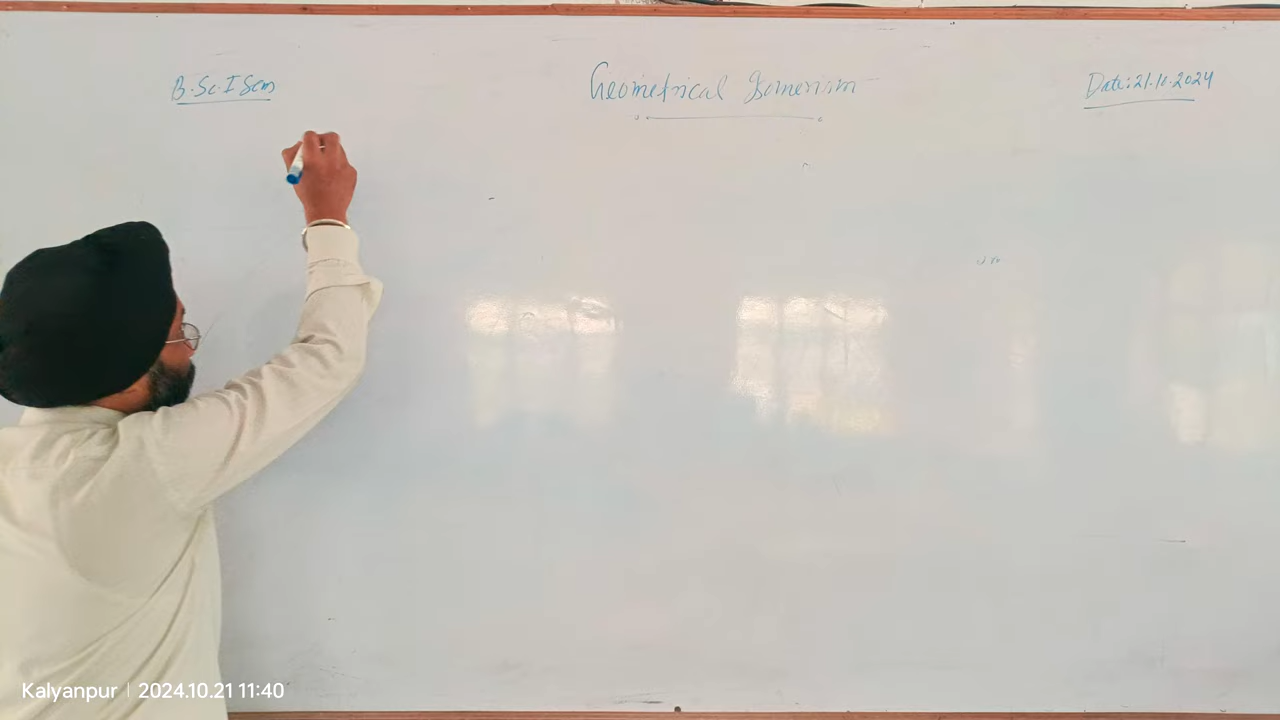 B.Sc. I Sem
Geometrical Isomerism
Date: 21.10.2024
Kalyanpur | 2024.10.21 11:40